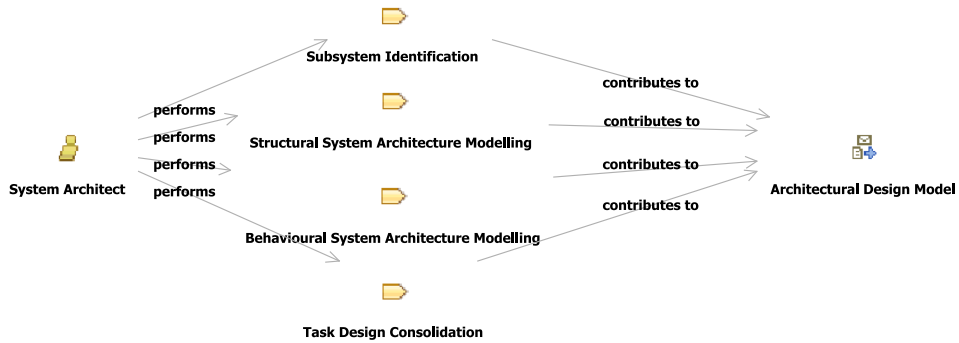 Subsystem Identification
contributes to
performs
contributes to
performs
Structural System Architecture Modelling
performs
contributes to
System Architect
performs
Architectural Design Model
contributes to
Behavioural System Architecture Modelling
Task Design Consolidation